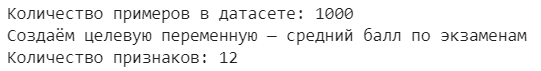 Количество примеров в датасете: 1000
Создаём целевую переменную — средний балл по экзаменам
Количество признаков: 12